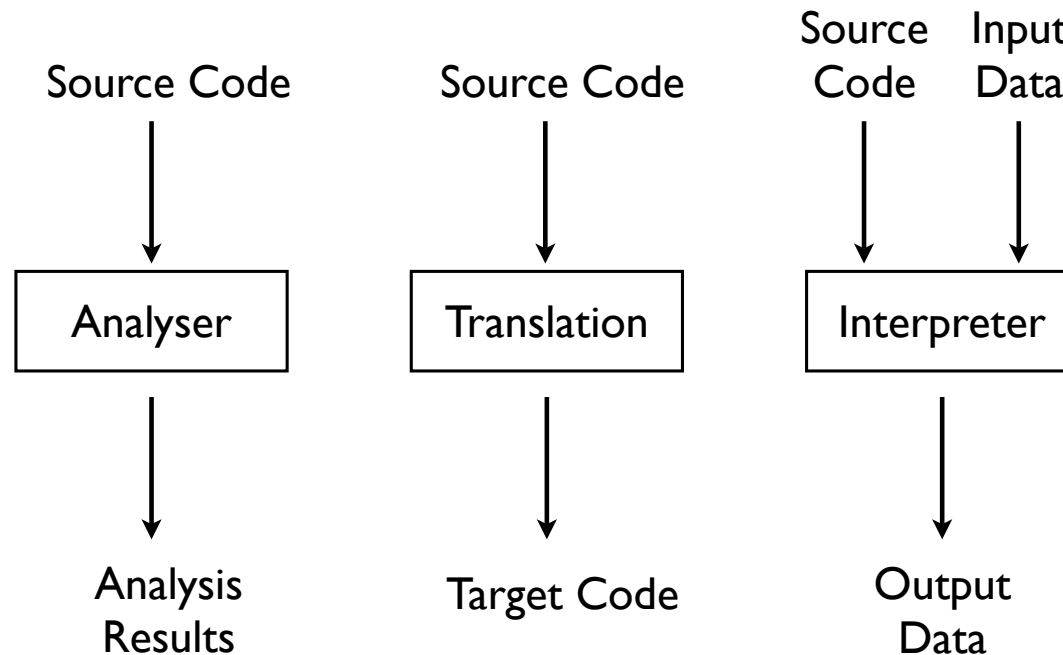 Source Code
Analyser
Analysis
Results
Source Code
Translation
Target Code
Source
Code
Input
Data
Interpreter
Output
Data